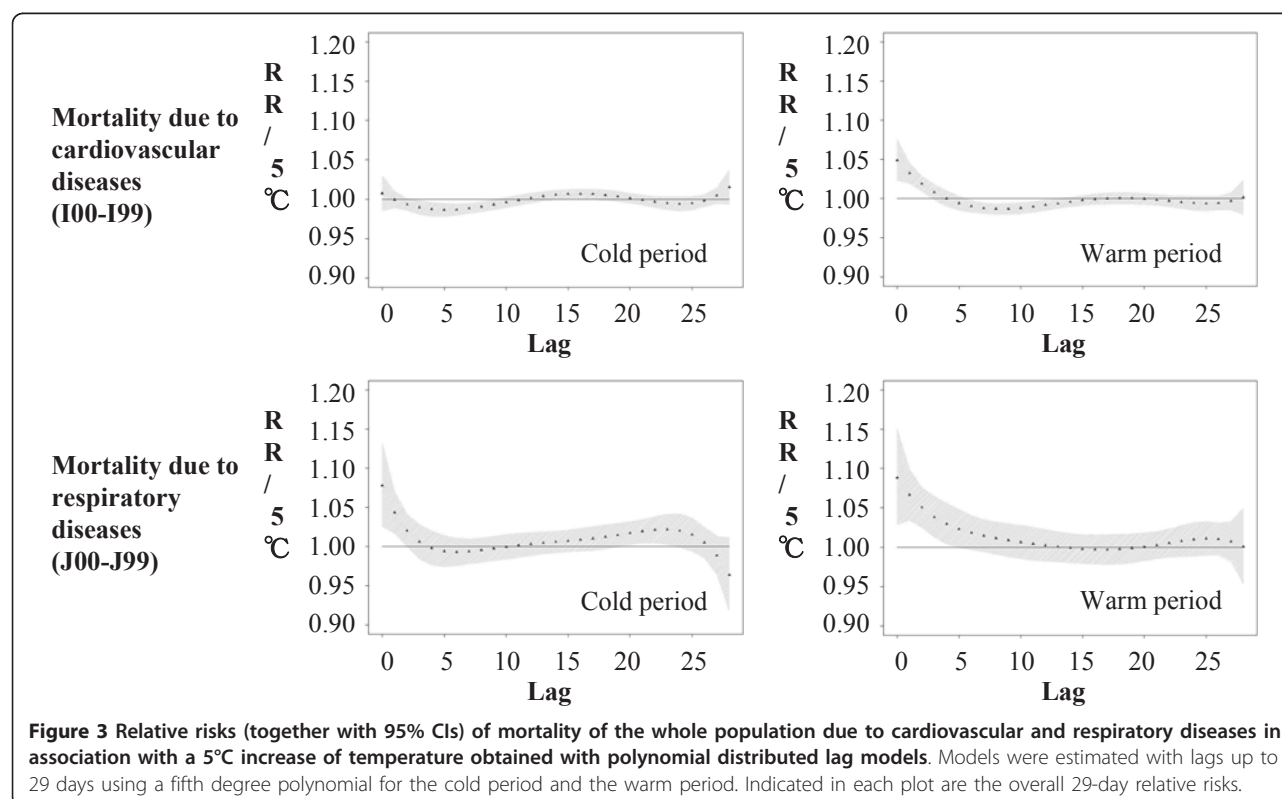 1.20
1.15
1.10
1.05
1.00
0.95
0.90
R
R
/
5
℃
Mortality due to
cardiovascular
diseases
(I00-I99)
Cold period
0 5 10 15 20 25
Lag
1.20
1.15
1.10
1.05
1.00
0.95
0.90
R
R
/
5
℃
Warm period
0 5 10 15 20 25
Lag
1.20
1.15
1.10
1.05
1.00
0.95
0.90
R
R
/
5
℃
Mortality due to
respiratory
diseases
(J00-J99)
Cold period
0 5 10 15 20 25
Lag
1.20
1.15
1.10
1.05
1.00
0.95
0.90
R
R
/
5
℃
Warm period
0 5 10 15 20 25
Lag
Figure 3 Relative risks (together with 95% CIs) of mortality of the whole population due to cardiovascular and respiratory diseases in
association with a 5°C increase of temperature obtained with polynomial distributed lag models. Models were estimated with lags up to
29 days using a fifth degree polynomial for the cold period and the warm period. Indicated in each plot are the overall 29-day relative risks.